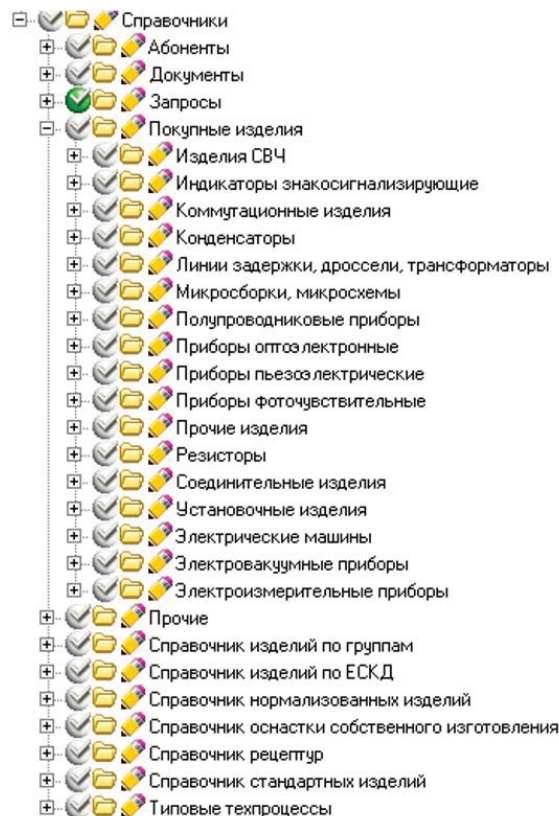 Справочники
Абоненты
Документы
Запросы
Покупные изделия
Изделия СВЧ
Индикаторы знакосигнализирующие
Коммутационные изделия
Конденсаторы
Линии задержки, дроссели, трансформаторы
Микросборки, микросхемы
Полупроводниковые приборы
Приборы оптоэлектронные
Приборы пьезоэлектрические
Приборы фоточувствительные
Прочие изделия
Резисторы
Соединительные изделия
Установочные изделия
Электрические машины
Электровакуумные приборы
Электроизмерительные приборы
Прочие
Справочник изделий по группам
Справочник изделий по ЕСКД
Справочник нормализованных изделий
Справочник оснастки собственного изготовления
Справочник рецептур
Справочник стандартных изделий
Типовые техпроцессы